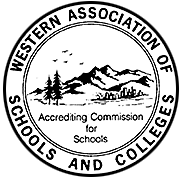 WESTERN ASSOCIATION OF
Accrediting Commission
for
Schools
SCHOOLS AND COLLEGES